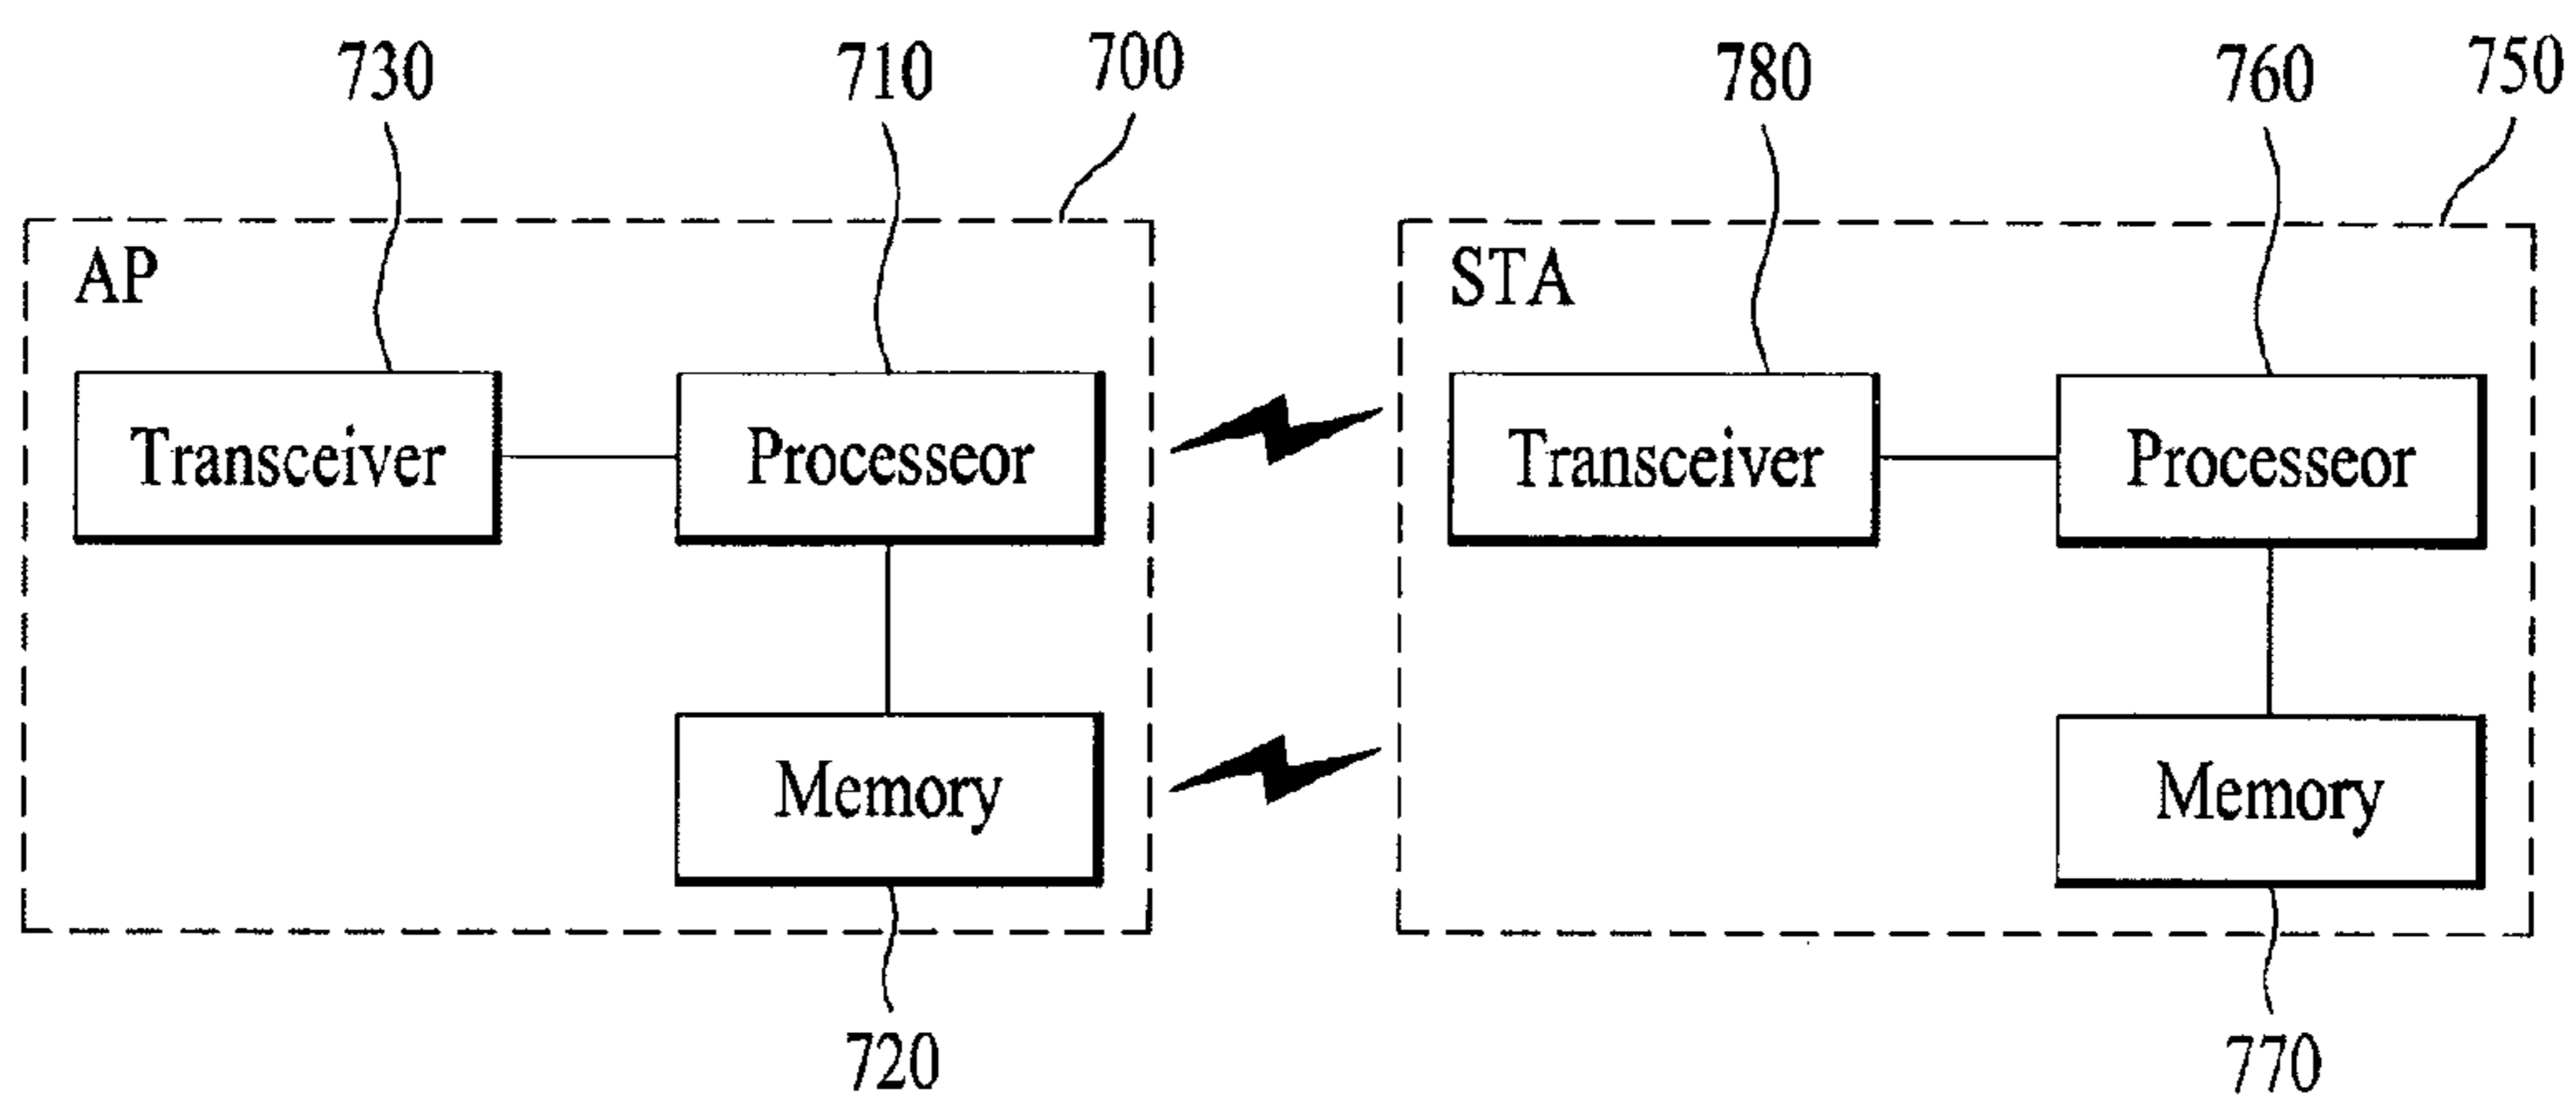 730 710 700 780 760 750
AP STA
Transceiver Processeor Transceiver Processeor
Memory Memory
720 770